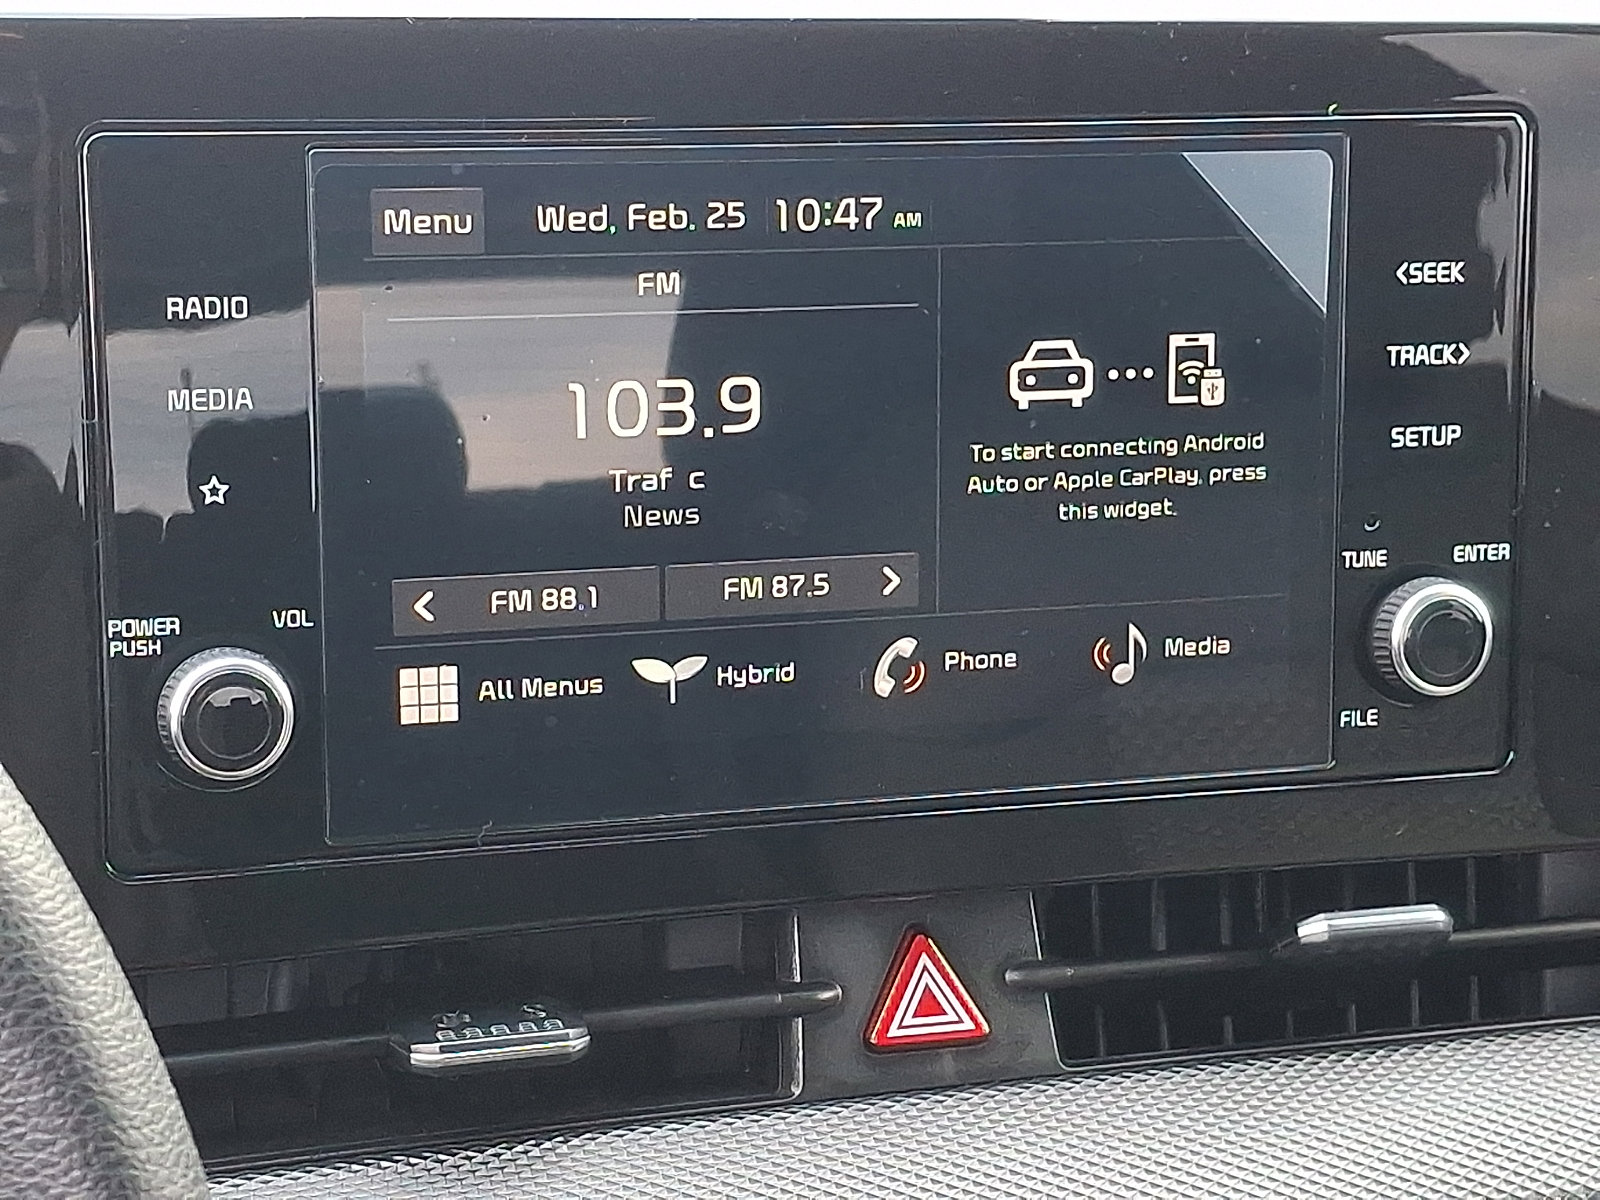 Menu
Wed, Feb. 25 10:47 AM
FM
103.9
Traf c
News
FM 88.1
FM 87.5
To start connecting Android
Auto or Apple CarPlay, press
this widget.
All Menus
Hybrid
Phone
Media
RADIO
MEDIA
POWER
PUSH
VOL
<SEEK
TRACK>
SETUP
TUNE
ENTER
FILE